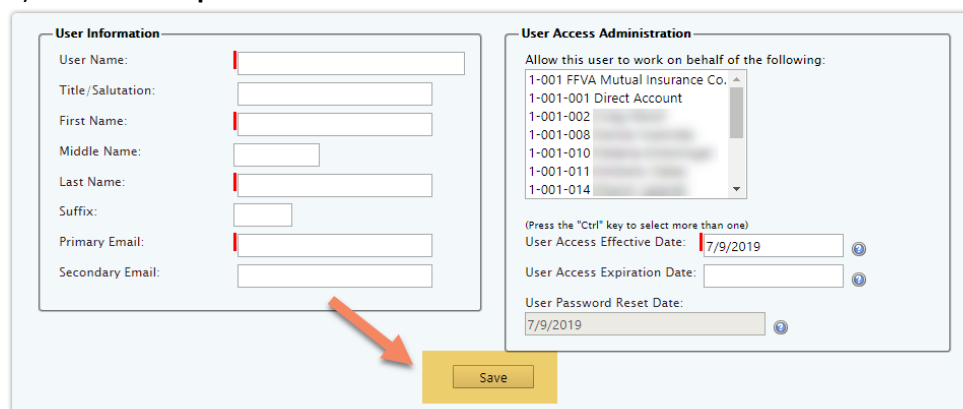 User Information
User Name:
Title/Salutation:
First Name:
Middle Name:
Last Name:
Suffix:
Primary Email:
Secondary Email:
User Access Administration
Allow this user to work on behalf of the following:
1-001 FFVA Mutual Insurance Co.
1-001-001 Direct Account
1-001-002
1-001-008
1-001-010
1-001-011
1-001-014
(Press the "Ctrl" key to select more than one)
User Access Effective Date: 7/9/2019
User Access Expiration Date:
User Password Reset Date:
7/9/2019
Save